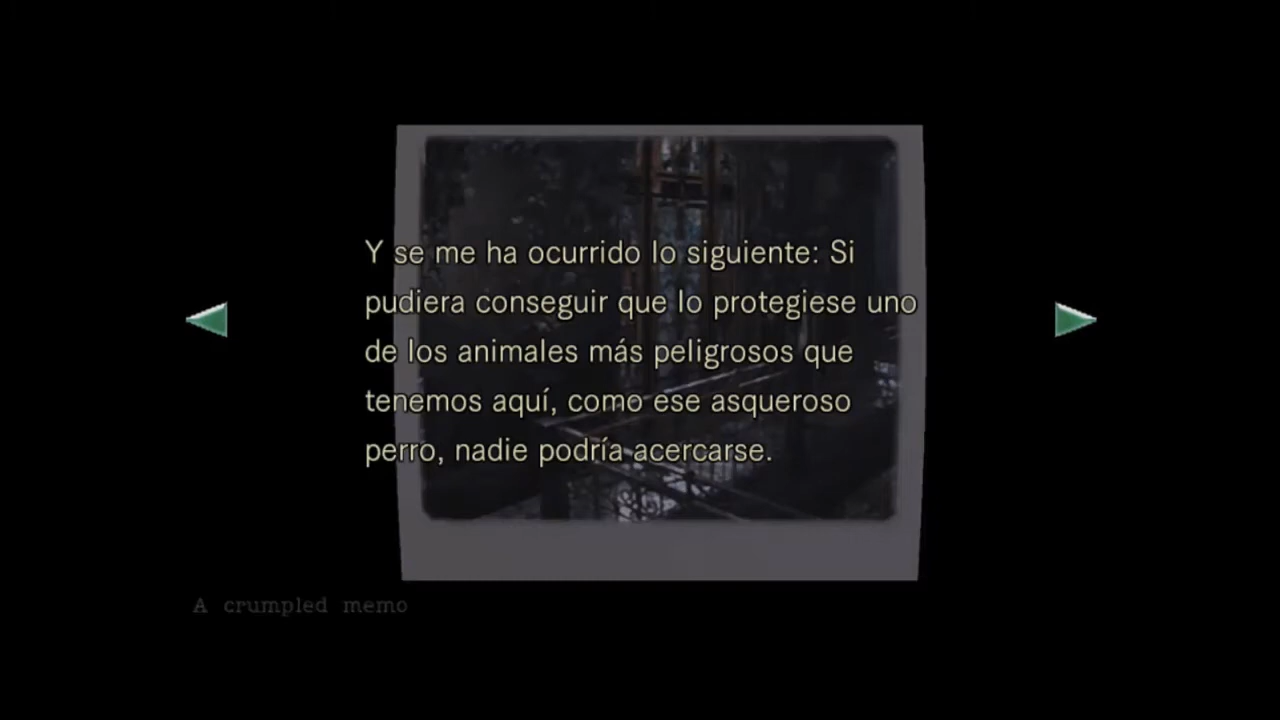 Y se me ha ocurrido lo siguiente: Si
pudiera conseguir que lo protegiese uno
de los animales más peligrosos que
tenemos aquí, como ese asqueroso
perro, nadie podría acercarse.
A crumpled memo